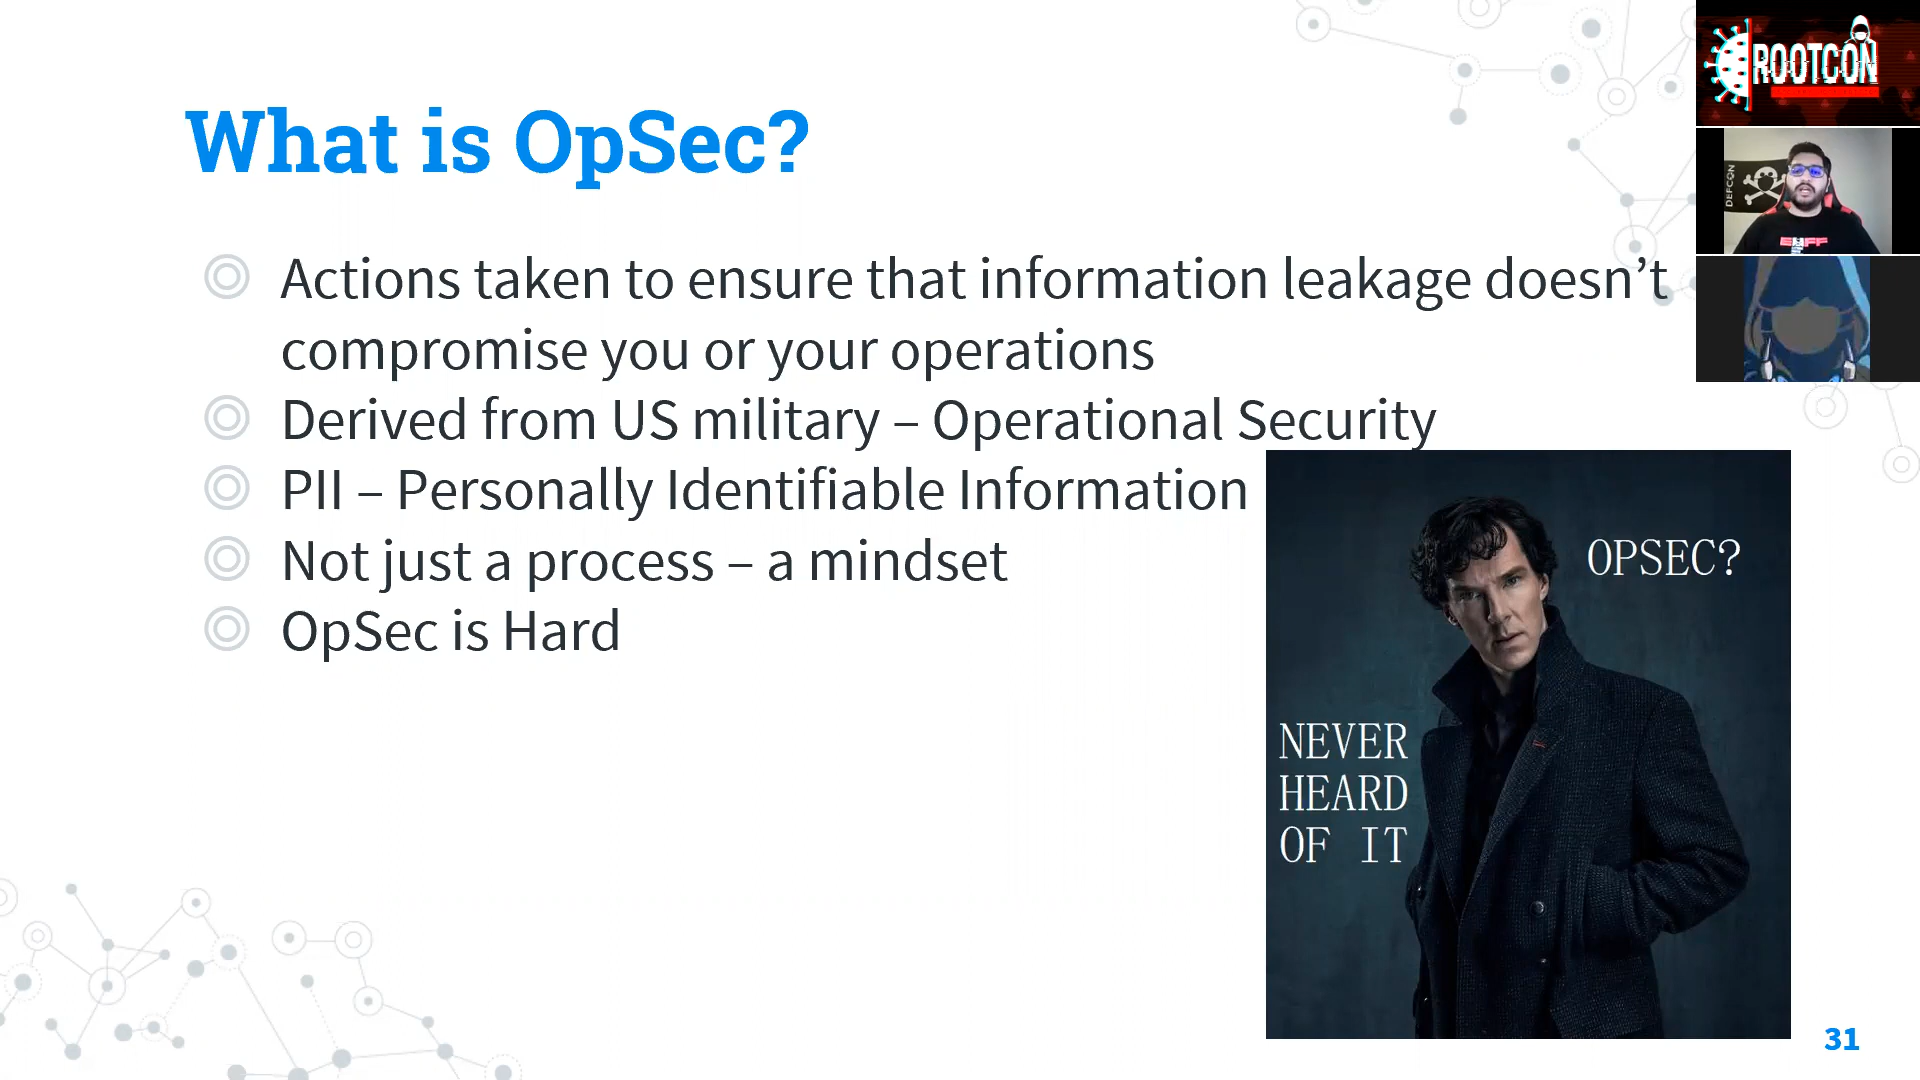 What is OpSec?
Actions taken to ensure that information leakage doesn’t
compromise you or your operations
Derived from US military – Operational Security
PII – Personally Identifiable Information
Not just a process – a mindset
OpSec is Hard
OPSEC?
NEVER
HEARD
OF IT
31
ROOTCON
DEFCON